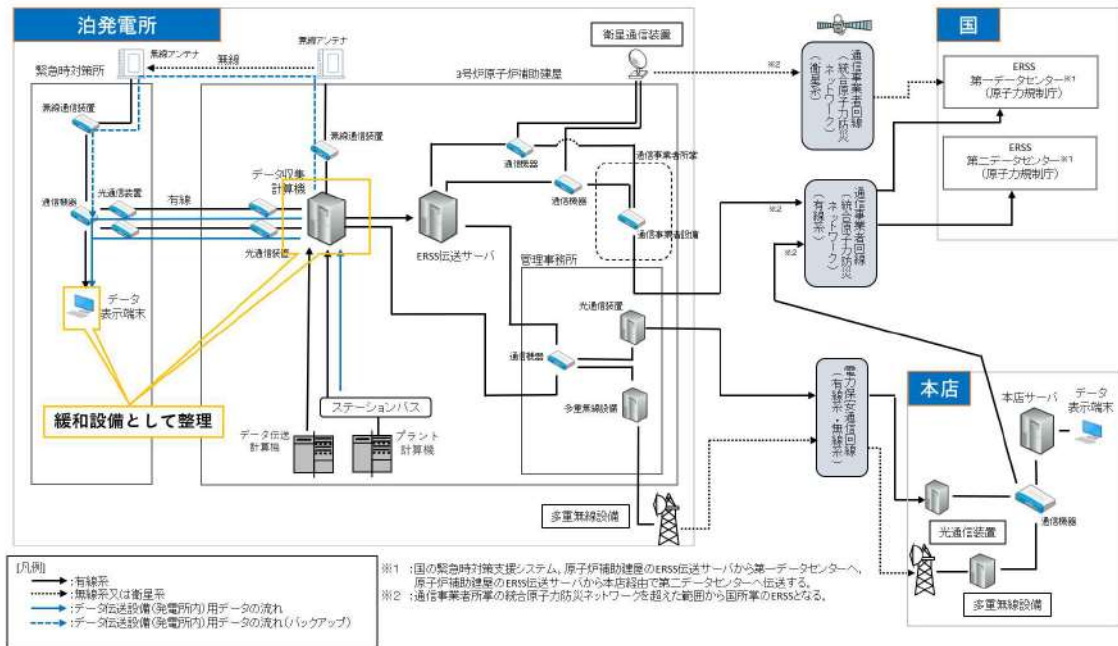 泊発電所
緊急時対策所
無線アンテナ
無線
無線アンテナ
衛星通信装置
3号炉原子炉補助建屋
無線通信装置
無線通信装置
データ収集
計算機
光通信装置
有線
通信機器
光通信装置
データ
表示端末
緩和設備として整理
ステーションバス
データ伝送
計算機
プラント
計算機
ERSS伝送サーバ
通信機器
通信機器
通信事業者所掌
通信事業者設備
管理事務所
光通信装置
通信機器
多重無線設備
多重無線設備
※2
通信事業者回線
(統合原子力防災
ネットワーク)
(衛星系)
※2
※2
通信事業者回線
(統合原子力防災
ネットワーク)
(有線系)
電力保安通信回線
(有線系・無線系)
国
ERSS
第一データセンター※1
(原子力規制庁)
ERSS
第二データセンター※1
(原子力規制庁)
本店
本店サーバ
データ
表示端末
通信機器
光通信装置
多重無線設備
[凡例]
:有線系
:無線系又は衛星系
:データ伝送設備(発電所内)用データの流れ
:データ伝送設備(発電所内)用データの流れ(バックアップ)
※1 :国の緊急時対策支援システム。原子炉補助建屋のERSS伝送サーバから第一データセンターへ,
原子炉補助建屋のERSS伝送サーバから本店経由で第二データセンターへ伝送する。
※2 :通信事業者所掌の統合原子力防災ネットワークを超えた範囲から国所掌のERSSとなる。